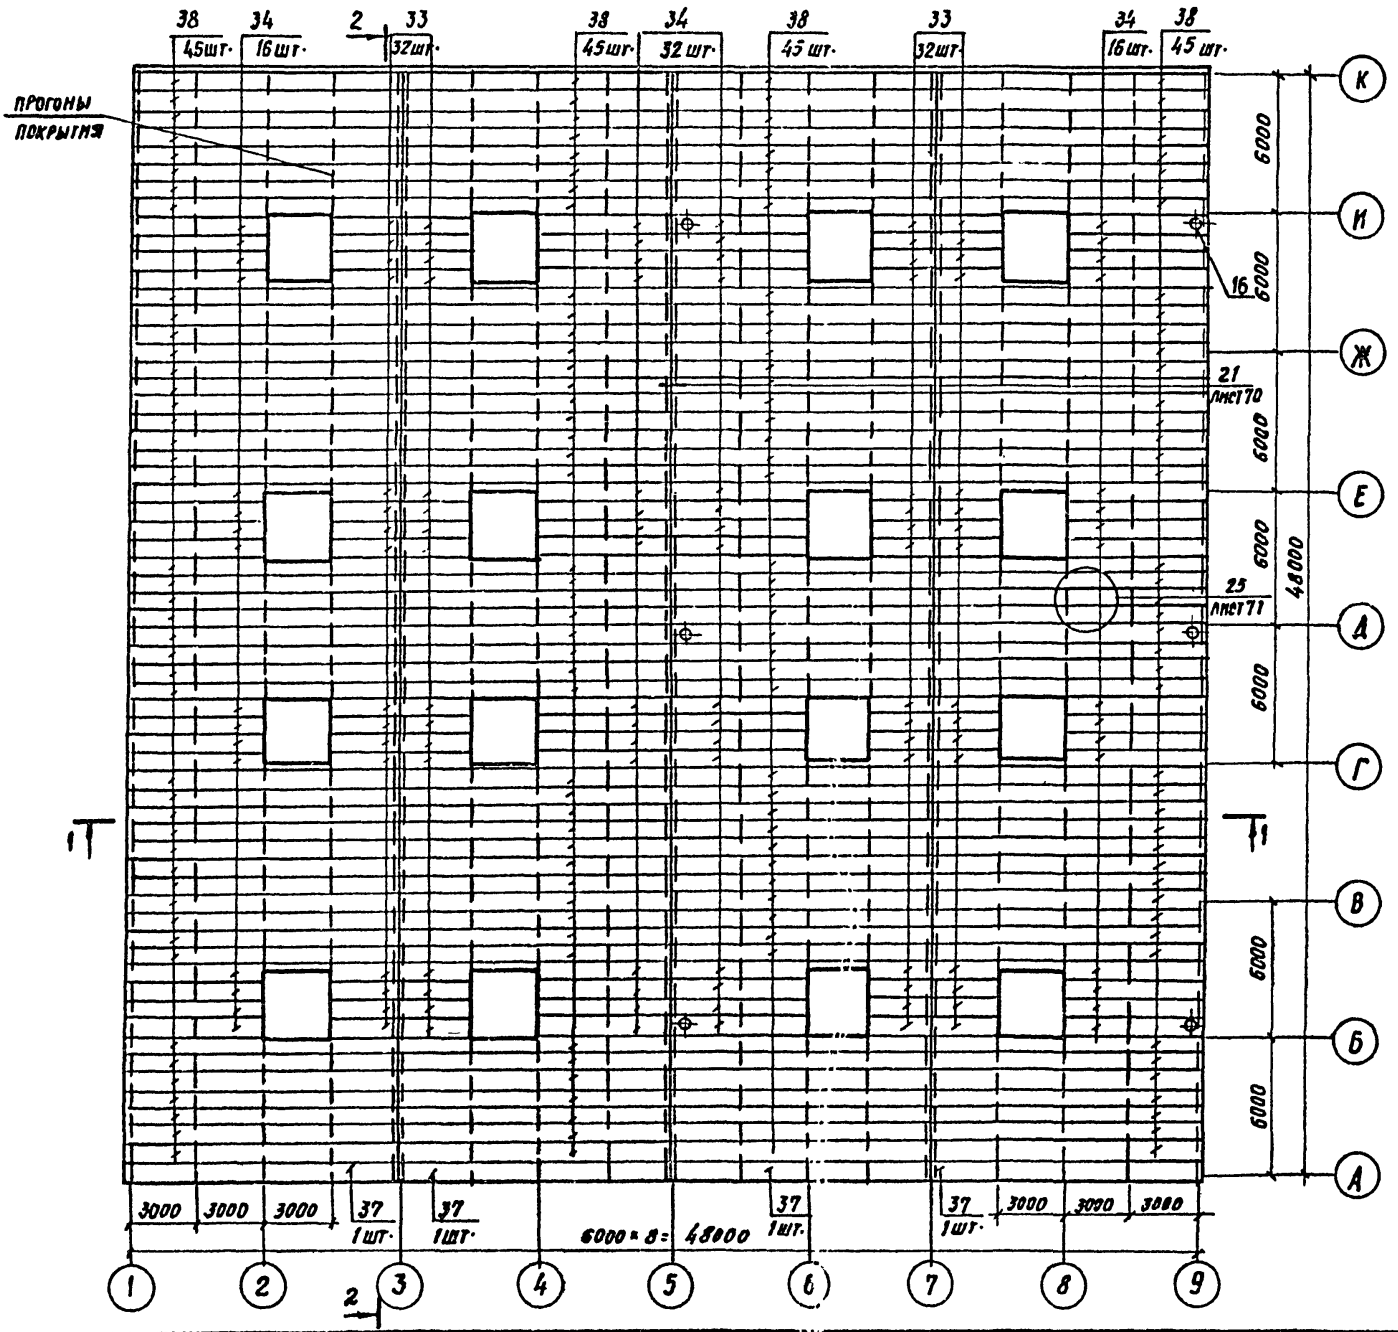 38 34 2 33 38 34 38 33 34 38
45шт. 16шт. 32шт. 45шт. 32шт. 45шт. 32шт. 16шт. 45шт.
К
ПРОГОНЫ
ПОКРЫТИЯ
6000
И
16
6000
Ж
21
ЛИСТ 70
6000
Е
6000
48000
25
ЛИСТ 71
Д
6000
Г
1 1
В
6000
Б
6000
А
3000 3000 3000 37 37 37 37 3000 3000 3000
1шт. 1шт. 1шт. 1шт.
6000×8=48000
1 2 3 4 5 6 7 8 9
2